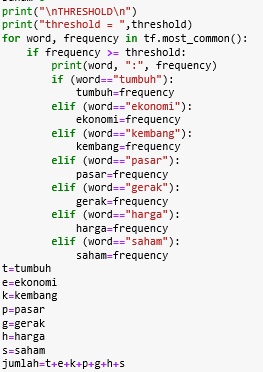 print("\nTHRESHOLD\n")
print("threshold = ",threshold)
for word, frequency in tf.most_common():
    if frequency >= threshold:
        print(word, ":", frequency)
        if (word=="tumbuh"):
            tumbuh=frequency
        elif (word=="ekonomi"):
            ekonomi=frequency
        elif (word=="kembang"):
            kembang=frequency
        elif (word=="pasar"):
            pasar=frequency
        elif (word=="gerak"):
            gerak=frequency
        elif (word=="harga"):
            harga=frequency
        elif (word=="saham"):
            saham=frequency
t=tumbuh
e=ekonomi
k=kembang
p=pasar
g=gerak
h=harga
s=saham
jumlah=t+e+k+p+g+h+s